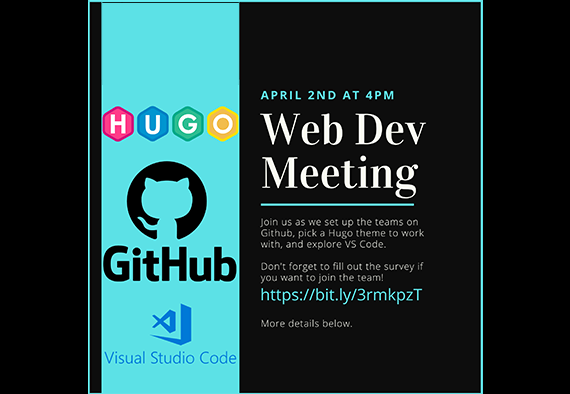 HUGO
GitHub
Visual Studio Code
APRIL 2ND AT 4PM
Web Dev
Meeting
Join us as we set up the teams on
Github, pick a Hugo theme to work
with, and explore VS Code.
Don't forget to fill out the survey if
you want to join the team!
https://bit.ly/3rmkpzT
More details below.